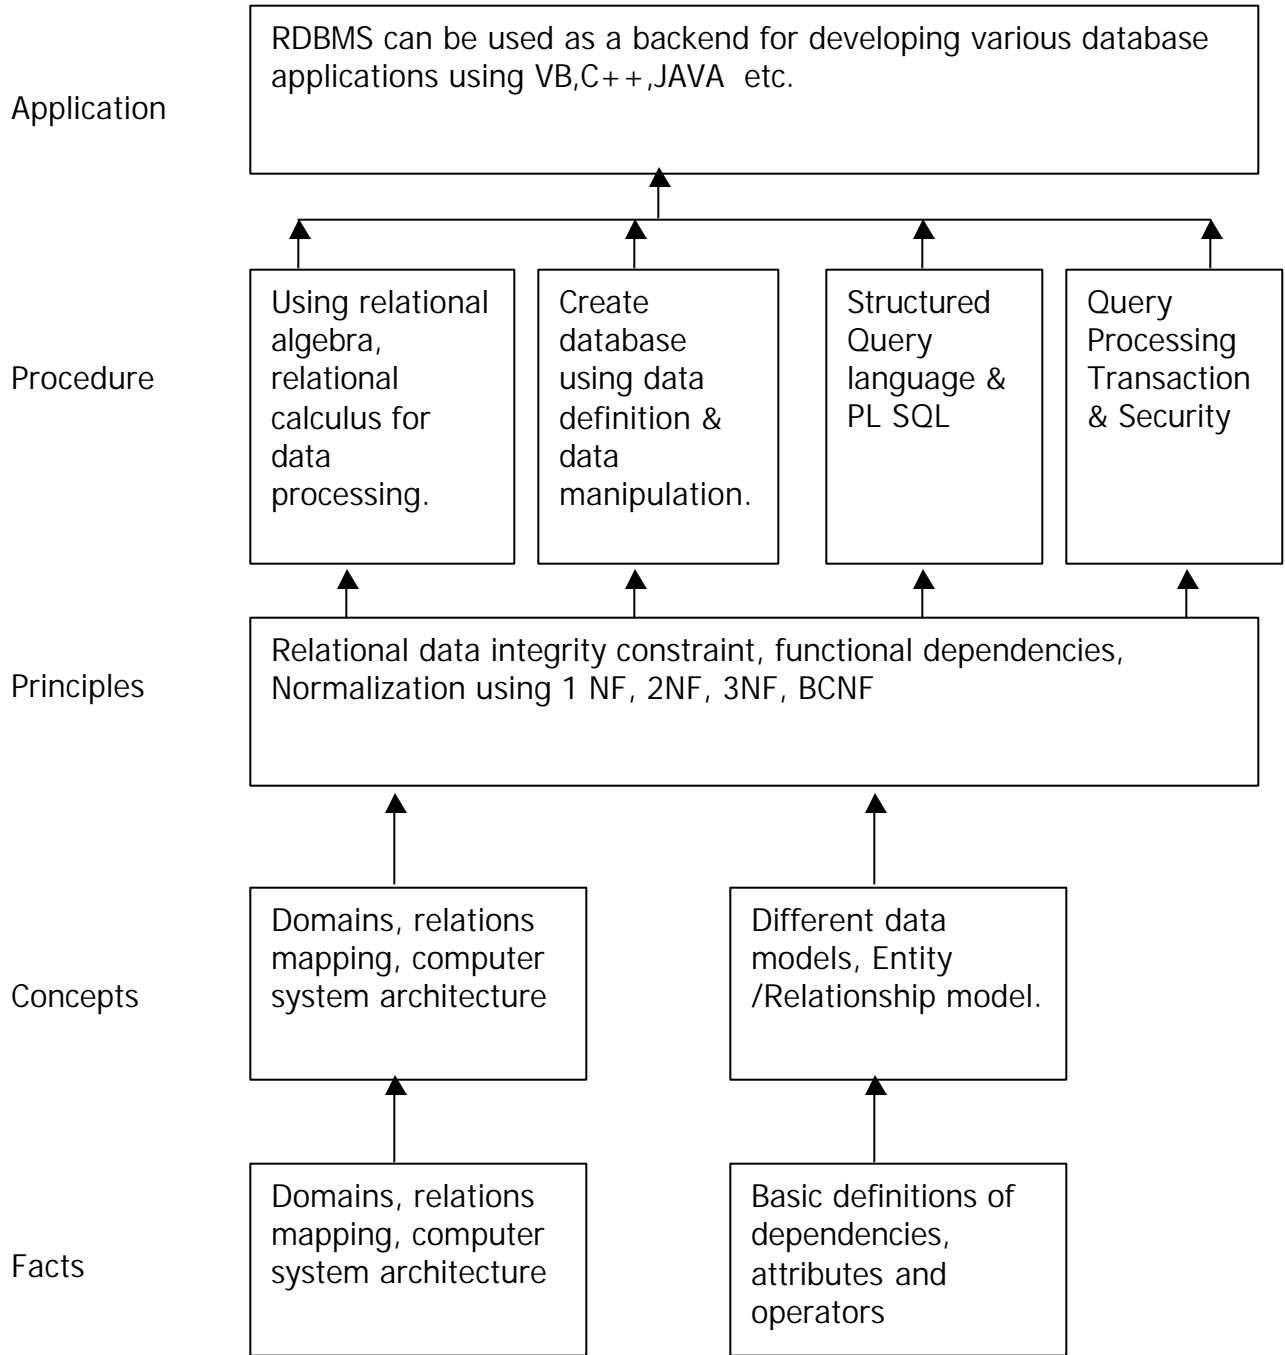 Application
RDBMS can be used as a backend for developing various database
applications using VB,C++,JAVA etc.
Procedure
Using relational
algebra,
relational
calculus for
data
processing.
Create
database
using data
definition &
data
manipulation.
Structured
Query
language &
PL SQL
Query
Processing
Transaction
& Security
Principles
Relational data integrity constraint, functional dependencies,
Normalization using 1 NF, 2NF, 3NF, BCNF
Concepts
Domains, relations
mapping, computer
system architecture
Different data
models, Entity
/Relationship model.
Facts
Domains, relations
mapping, computer
system architecture
Basic definitions of
dependencies,
attributes and
operators